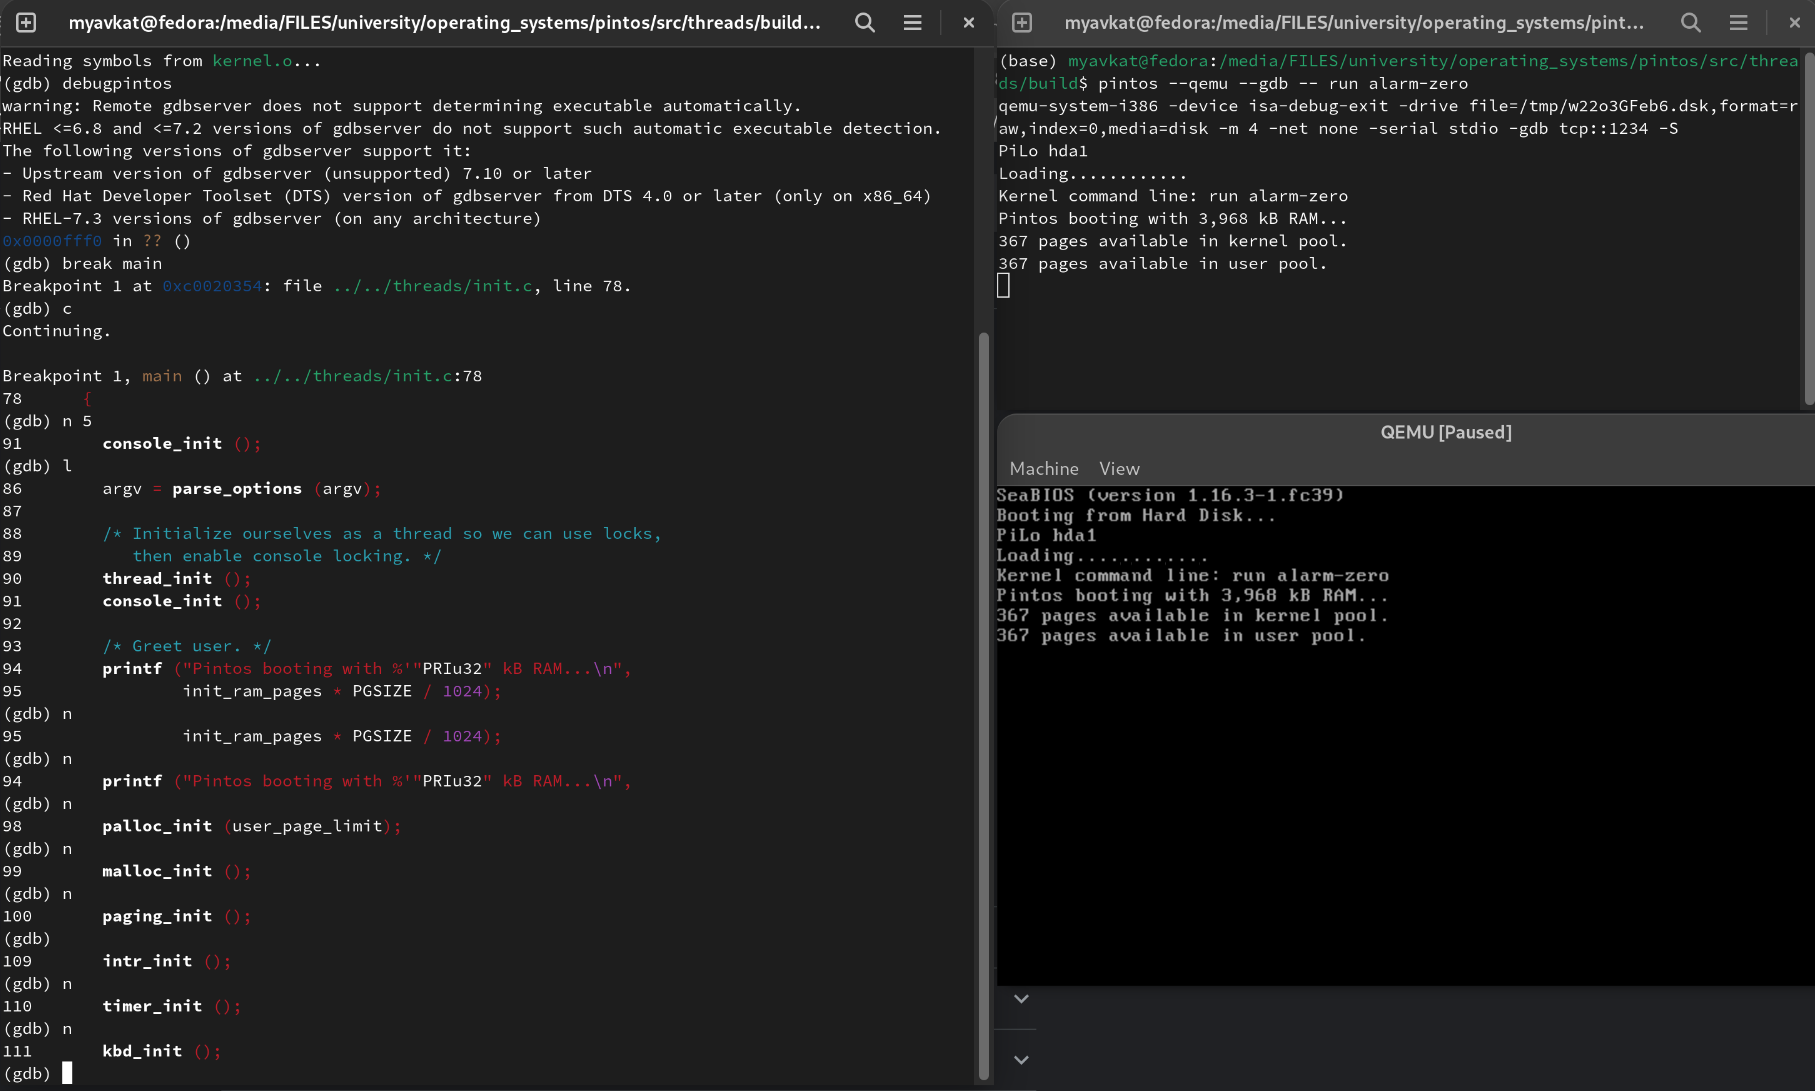 myavkat@fedora:/media/FILES/university/operating_systems/pintos/src/threads/build...
Reading symbols from kernel.o...
(gdb) debugpintos
warning: Remote gdbserver does not support determining executable automatically.
RHEL <=6.8 and <=7.2 versions of gdbserver do not support such automatic executable detection.
The following versions of gdbserver support it:
- Upstream version of gdbserver (unsupported) 7.10 or later
- Red Hat Developer Toolset (DTS) version of gdbserver from DTS 4.0 or later (only on x86_64)
- RHEL-7.3 versions of gdbserver (on any architecture)
0x0000fff0 in ?? ()
(gdb) break main
Breakpoint 1 at 0xc0020354: file ../../threads/init.c, line 78.
(gdb) c
Continuing.
Breakpoint 1, main () at ../../threads/init.c:78
78      {
(gdb) n 5
91        console_init ();
(gdb) l
86        argv = parse_options (argv);
87
88        /* Initialize ourselves as a thread so we can use locks,
89           then enable console locking. */
90        thread_init ();
91        console_init ();
92
93        /* Greet user. */
94        printf ("Pintos booting with %'"PRIu32" kB RAM...\n",
95                init_ram_pages * PGSIZE / 1024);
(gdb) n
95                init_ram_pages * PGSIZE / 1024);
(gdb) n
94        printf ("Pintos booting with %'"PRIu32" kB RAM...\n",
(gdb) n
98        palloc_init (user_page_limit);
(gdb) n
99        malloc_init ();
(gdb) n
100       paging_init ();
(gdb)
109       intr_init ();
(gdb) n
110       timer_init ();
(gdb) n
111       kbd_init ();
(gdb)
myavkat@fedora:/media/FILES/university/operating_systems/pint...
(base) myavkat@fedora:/media/FILES/university/operating_systems/pintos/src/threa
ds/build$ pintos --qemu --gdb -- run alarm-zero
qemu-system-i386 -device isa-debug-exit -drive file=/tmp/w22o3GFeb6.dsk,format=r
aw,index=0,media=disk -m 4 -net none -serial stdio -gdb tcp::1234 -S
PiLo hda1
Loading............
Kernel command line: run alarm-zero
Pintos booting with 3,968 kB RAM...
367 pages available in kernel pool.
367 pages available in user pool.
QEMU [Paused]
Machine View
SeaBIOS (version 1.16.3-1.fc39)
Booting from Hard Disk...
PiLo hda1
Loading............
Kernel command line: run alarm-zero
Pintos booting with 3,968 kB RAM...
367 pages available in kernel pool.
367 pages available in user pool.